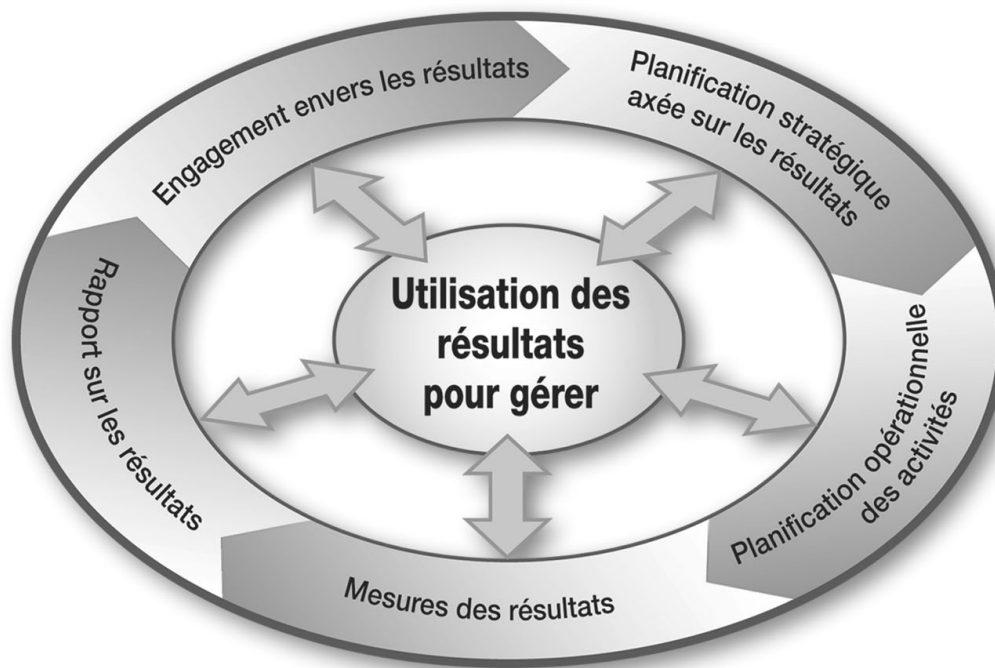 Engagement envers les résultats
Planification stratégique
axée sur les résultats
Planification opérationnelle
des activités
Mesures des résultats
Rapport sur les résultats
Utilisation des
résultats
pour gérer